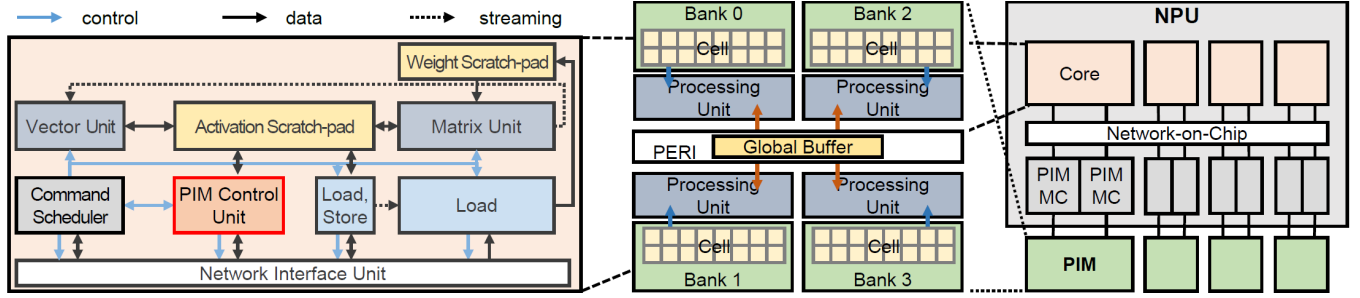 control
data
streaming
Weight Scratch-pad
Vector Unit
Activation Scratch-pad
Matrix Unit
Command
Scheduler
PIM Control
Unit
Load,
Store
Load
Network Interface Unit
Bank 0
Cell
Processing
Unit
Bank 2
Cell
Processing
Unit
PERI
Global Buffer
Processing
Unit
Cell
Bank 1
Processing
Unit
Cell
Bank 3
NPU
Core
Network-on-Chip
PIM
MC
PIM
MC
PIM